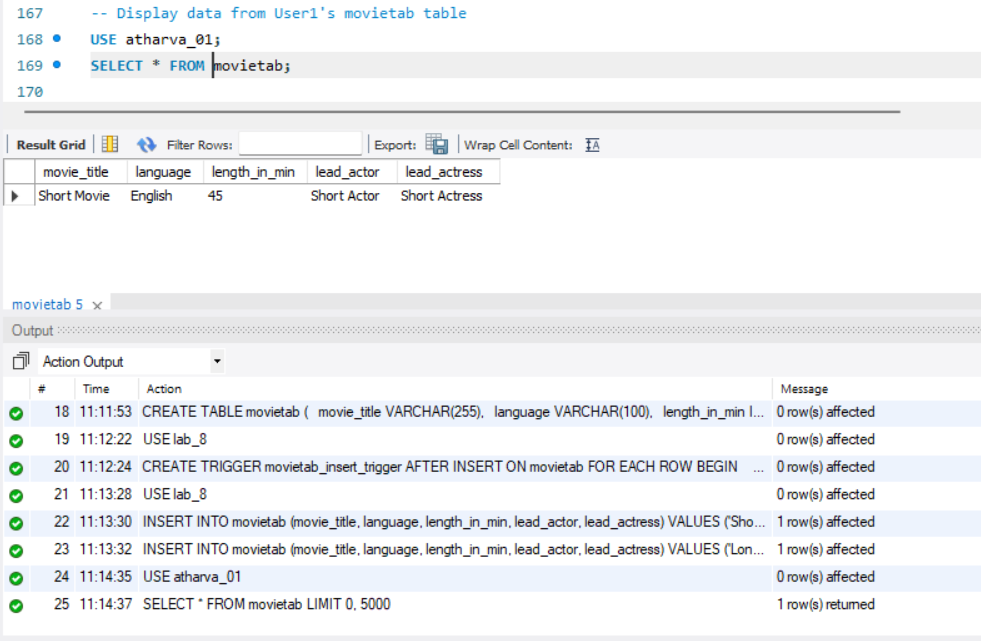 167 -- Display data from User1's movietab table
168 USE atharva_01;
169 SELECT * FROM movietab;
170
Result Grid Filter Rows: Export: Wrap Cell Content: IA
movie_title language length_in_min lead_actor lead_actress
Short Movie English 45 Short Actor Short Actress
movietab 5 ×
Output
Action Output
# Time Action Message
18 11:11:53 CREATE TABLE movietab ( movie_title VARCHAR(255), language VARCHAR(100), length_in_min I... 0 row(s) affected
19 11:12:22 USE lab_8 0 row(s) affected
20 11:12:24 CREATE TRIGGER movietab_insert_trigger AFTER INSERT ON movietab FOR EACH ROW BEGIN ... 0 row(s) affected
21 11:13:28 USE lab_8 0 row(s) affected
22 11:13:30 INSERT INTO movietab (movie_title, language, length_in_min, lead_actor, lead_actress) VALUES ('Sho... 1 row(s) affected
23 11:13:32 INSERT INTO movietab (movie_title, language, length_in_min, lead_actor, lead_actress) VALUES ('Lon... 1 row(s) affected
24 11:14:35 USE atharva_01 0 row(s) affected
25 11:14:37 SELECT * FROM movietab LIMIT 0, 5000 1 row(s) returned